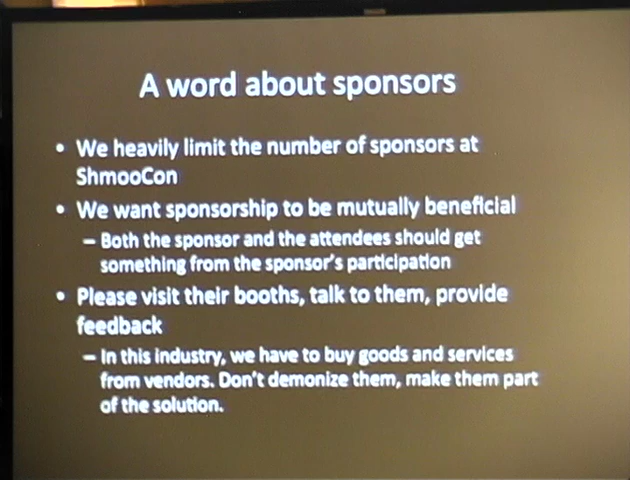 A word about sponsors
• We heavily limit the number of sponsors at
ShmooCon
• We want sponsorship to be mutually beneficial
– Both the sponsor and the attendees should get
something from the sponsor's participation
• Please visit their booths, talk to them, provide
feedback
– In this industry, we have to buy goods and services
from vendors. Don't demonize them, make them part
of the solution.